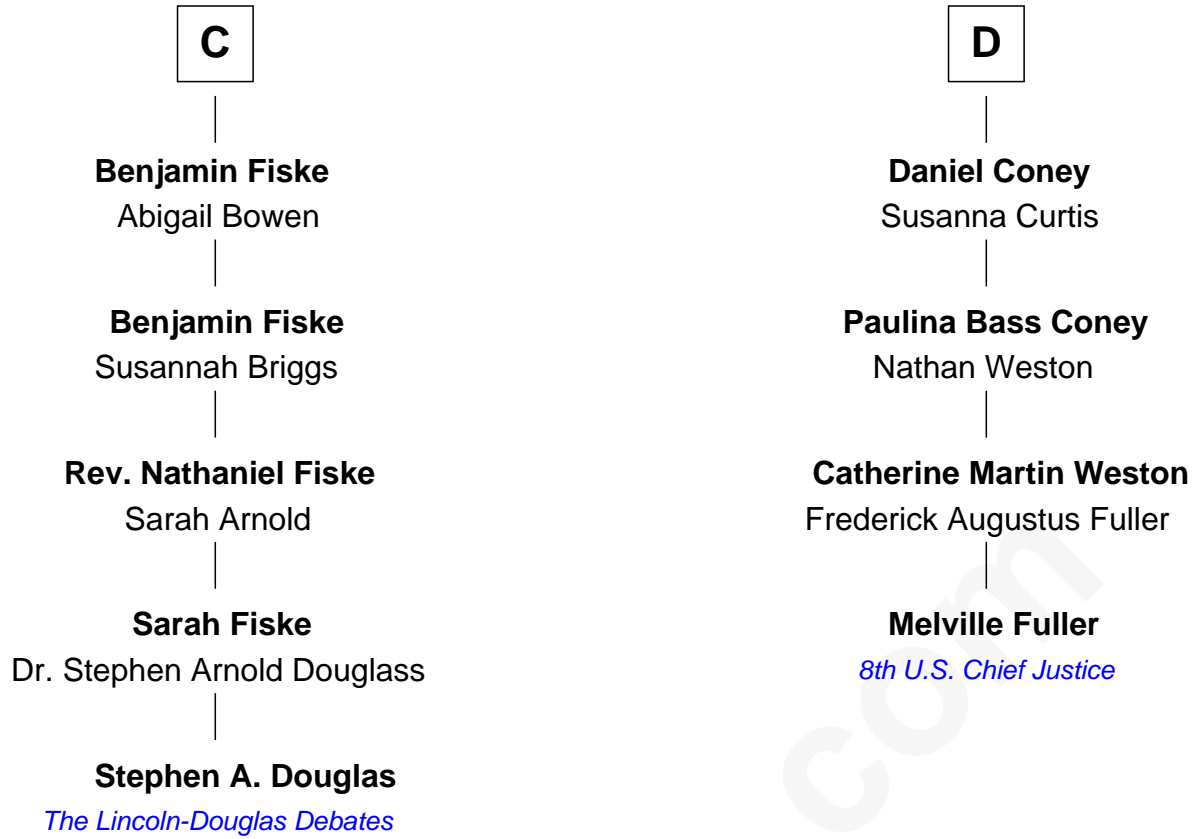 C
Benjamin Fiske
Abigail Bowen
Benjamin Fiske
Susannah Briggs
Rev. Nathaniel Fiske
Sarah Arnold
Sarah Fiske
Dr. Stephen Arnold Douglass
Stephen A. Douglas
The Lincoln-Douglas Debates
D
Daniel Coney
Susanna Curtis
Paulina Bass Coney
Nathan Weston
Catherine Martin Weston
Frederick Augustus Fuller
Melville Fuller
8th U.S. Chief Justice
com